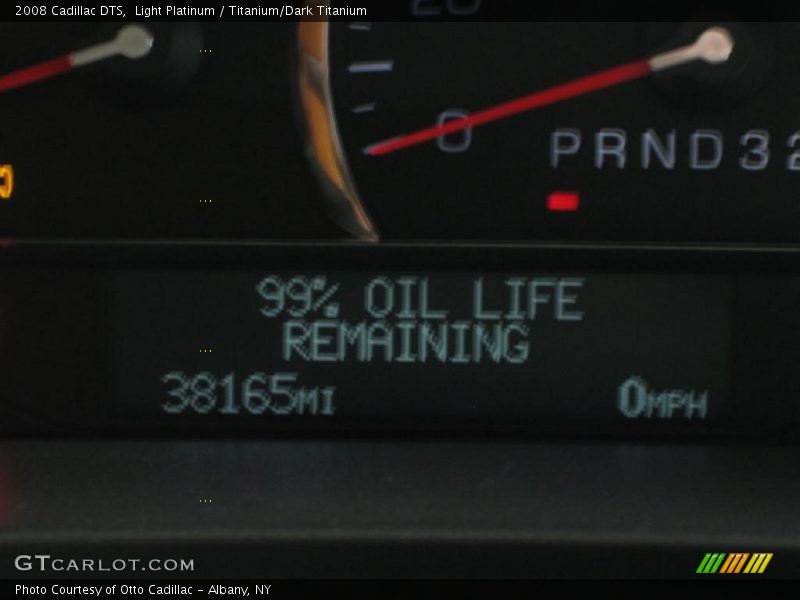 2008 Cadillac DTS,  Light Platinum / Titanium/Dark Titanium
20
0
PRND32
99% OIL LIFE
REMAINING
38165MI
0MPH
GTCARLOT.COM
Photo Courtesy of Otto Cadillac - Albany, NY